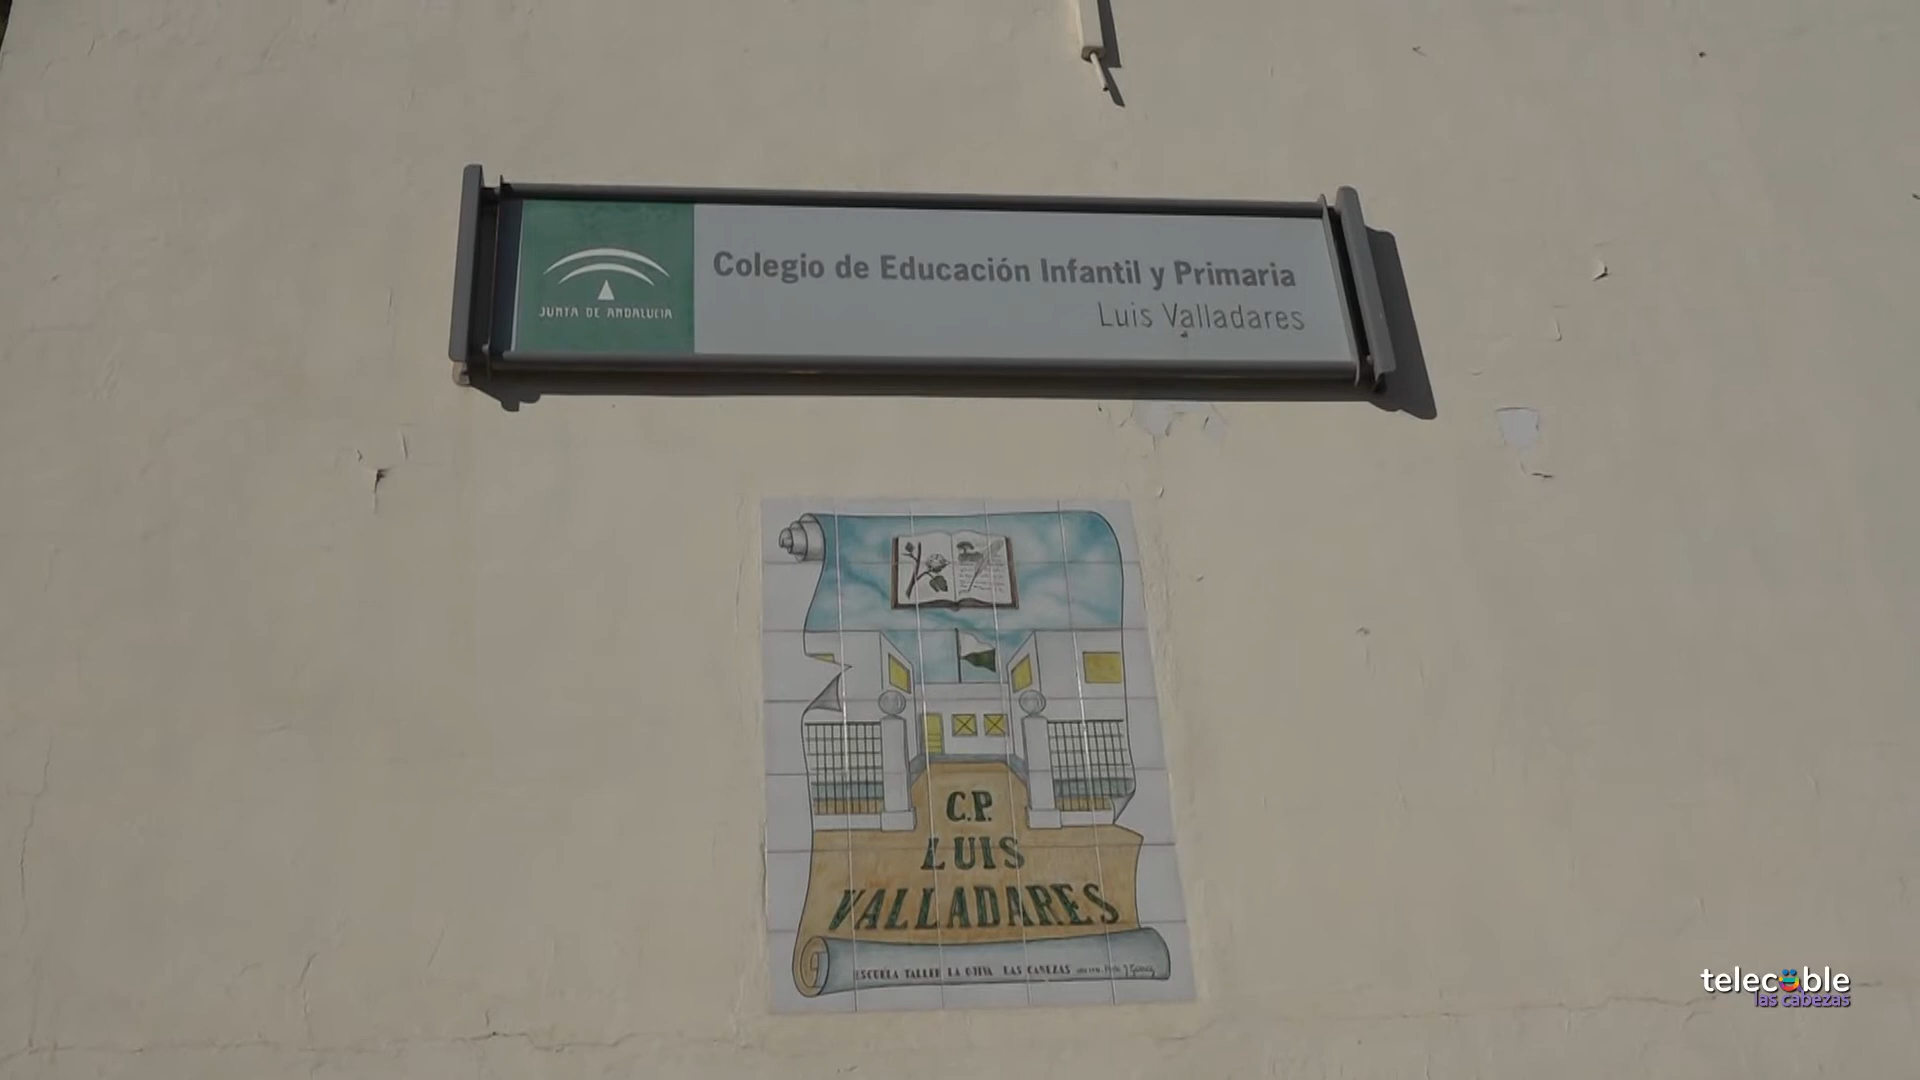 JUNTA DE ANDALUCIA
Colegio de Educación Infantil y Primaria
Luis Valladares
C.P.
LUIS
VALLADARES
ESCUELA TALLER LA OJIVA LAS CABEZAS
telecable
las cabezas